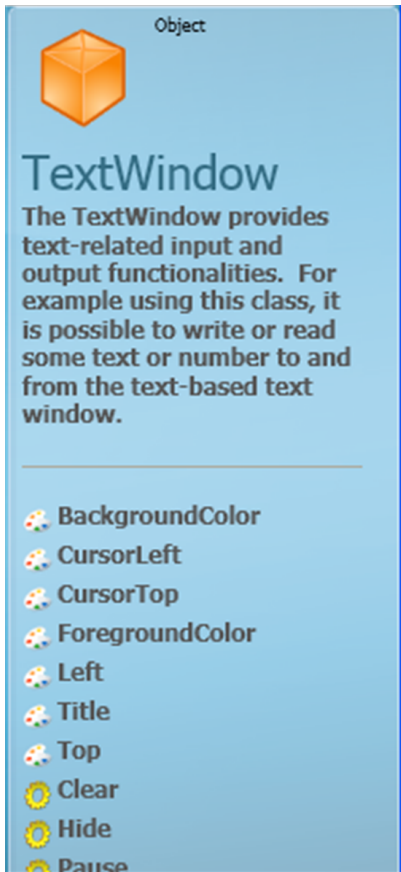 Object
TextWindow
The TextWindow provides
text-related input and
output functionalities.  For
example using this class, it
is possible to write or read
some text or number to and
from the text-based text
window.
BackgroundColor
CursorLeft
CursorTop
ForegroundColor
Left
Title
Top
Clear
Hide
Pause